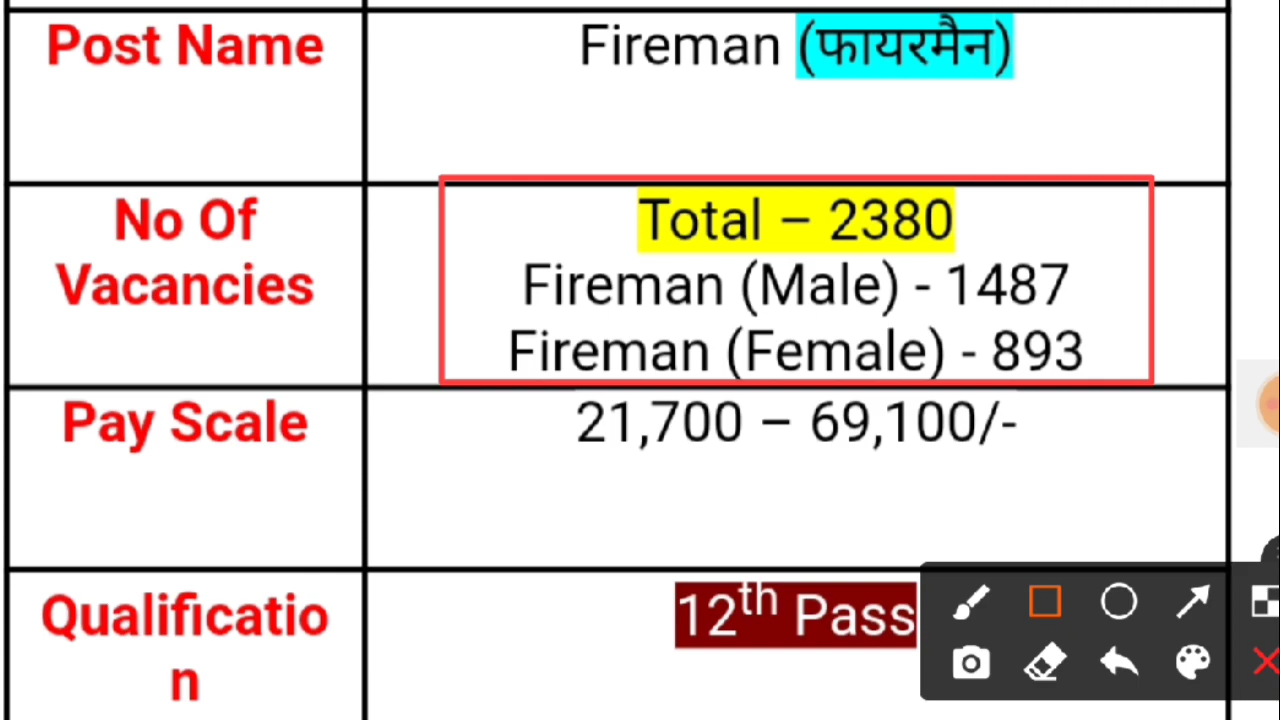 Post Name
Fireman (फायरमैन)
No Of
Vacancies
Total – 2380
Fireman (Male) - 1487
Fireman (Female) - 893
Pay Scale
21,700 – 69,100/-
Qualificatio
n
12th Pass